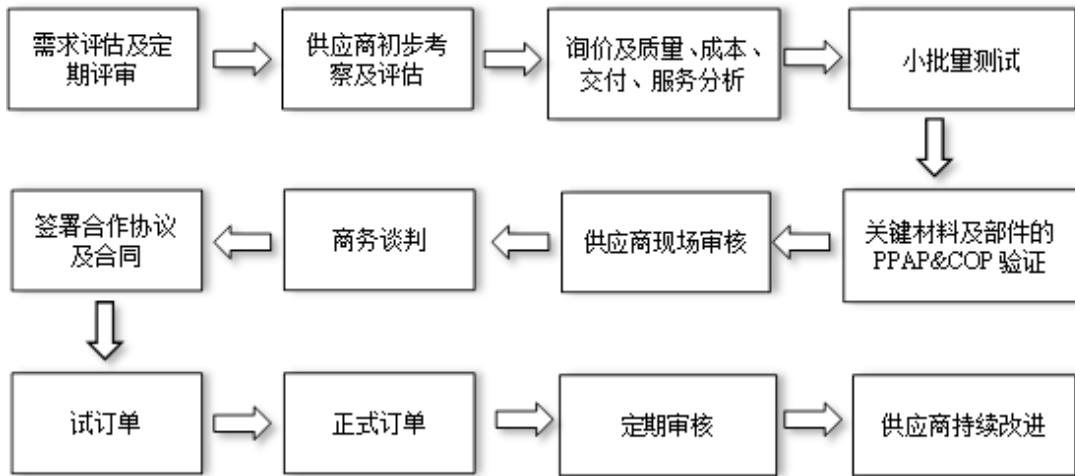 需求评估及定
期评审
供应商初步考
察及评估
询价及质量、成本、
交付、服务分析
小批量测试
关键材料及部件的
PPAP&COP 验证
供应商现场审核
商务谈判
签署合作协议
及合同
试订单
正式订单
定期审核
供应商持续改进